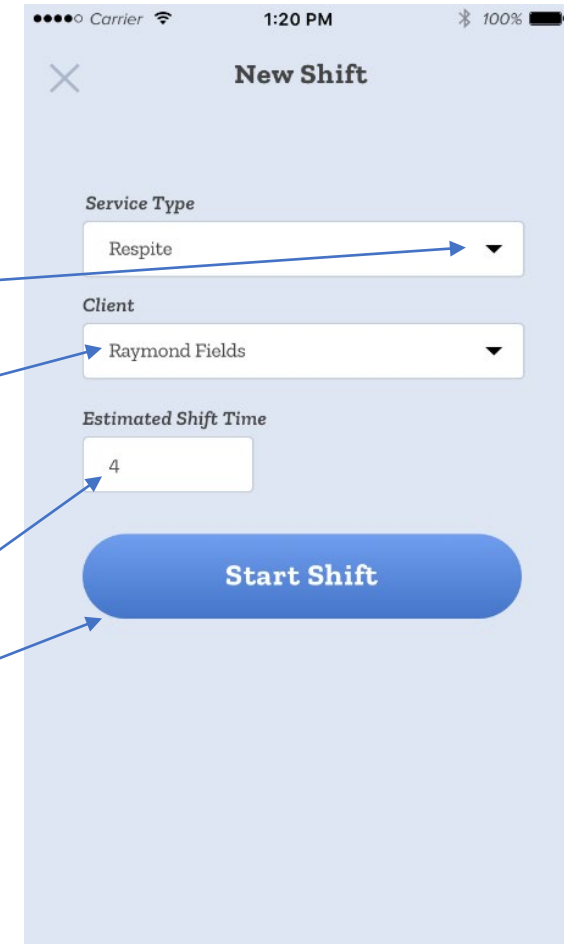 Carrier 1:20 PM 100%
New Shift
Service Type
Respite
Client
Raymond Fields
Estimated Shift Time
4
Start Shift